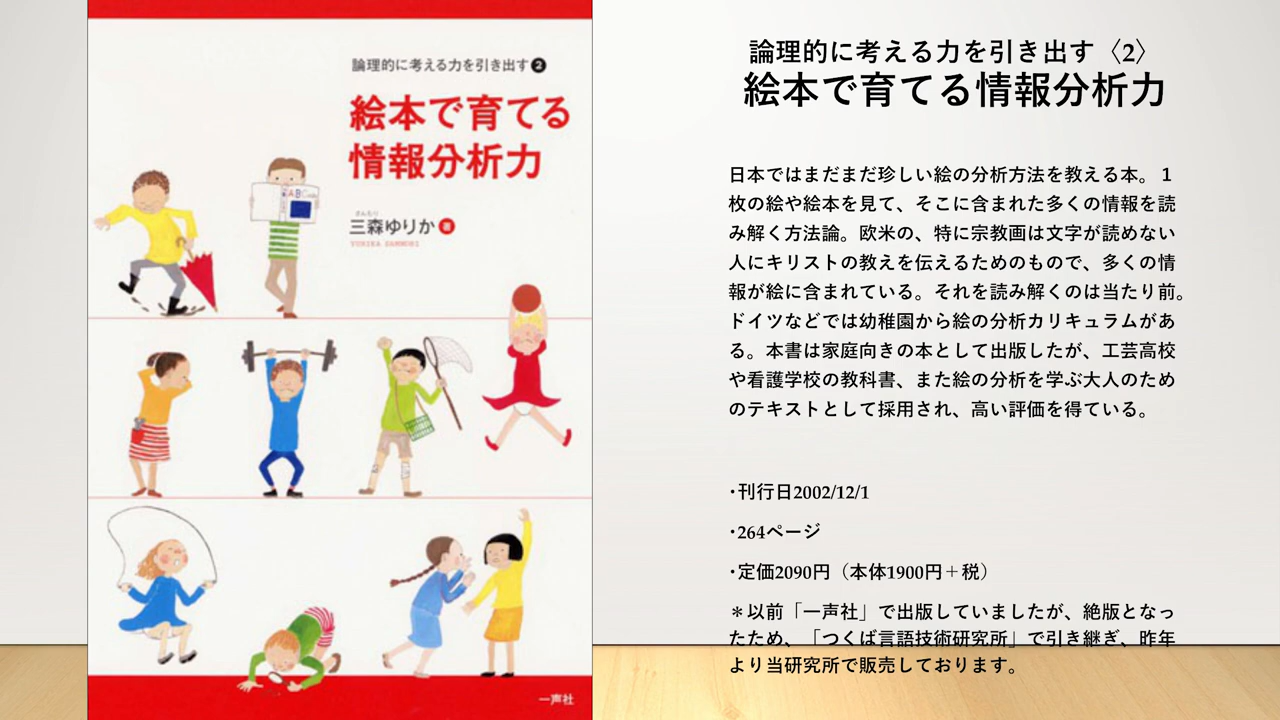 論理的に考える力を引き出す❷
絵本で育てる
情報分析力
さんもり
三森ゆりか 著
YURIKA SANMORI
ABC
一声社
論理的に考える力を引き出す〈2〉
絵本で育てる情報分析力
日本ではまだまだ珍しい絵の分析方法を教える本。１
枚の絵や絵本を見て、そこに含まれた多くの情報を読
み解く方法論。欧米の、特に宗教画は文字が読めない
人にキリストの教えを伝えるためのもので、多くの情
報が絵に含まれている。それを読み解くのは当たり前。
ドイツなどでは幼稚園から絵の分析カリキュラムがあ
る。本書は家庭向きの本として出版したが、工芸高校
や看護学校の教科書、また絵の分析を学ぶ大人のため
のテキストとして採用され、高い評価を得ている。
･刊行日2002/12/1
･264ページ
･定価2090円（本体1900円＋税）
＊以前「一声社」で出版していましたが、絶版となっ
たため、「つくば言語技術研究所」で引き継ぎ、昨年
より当研究所で販売しております。